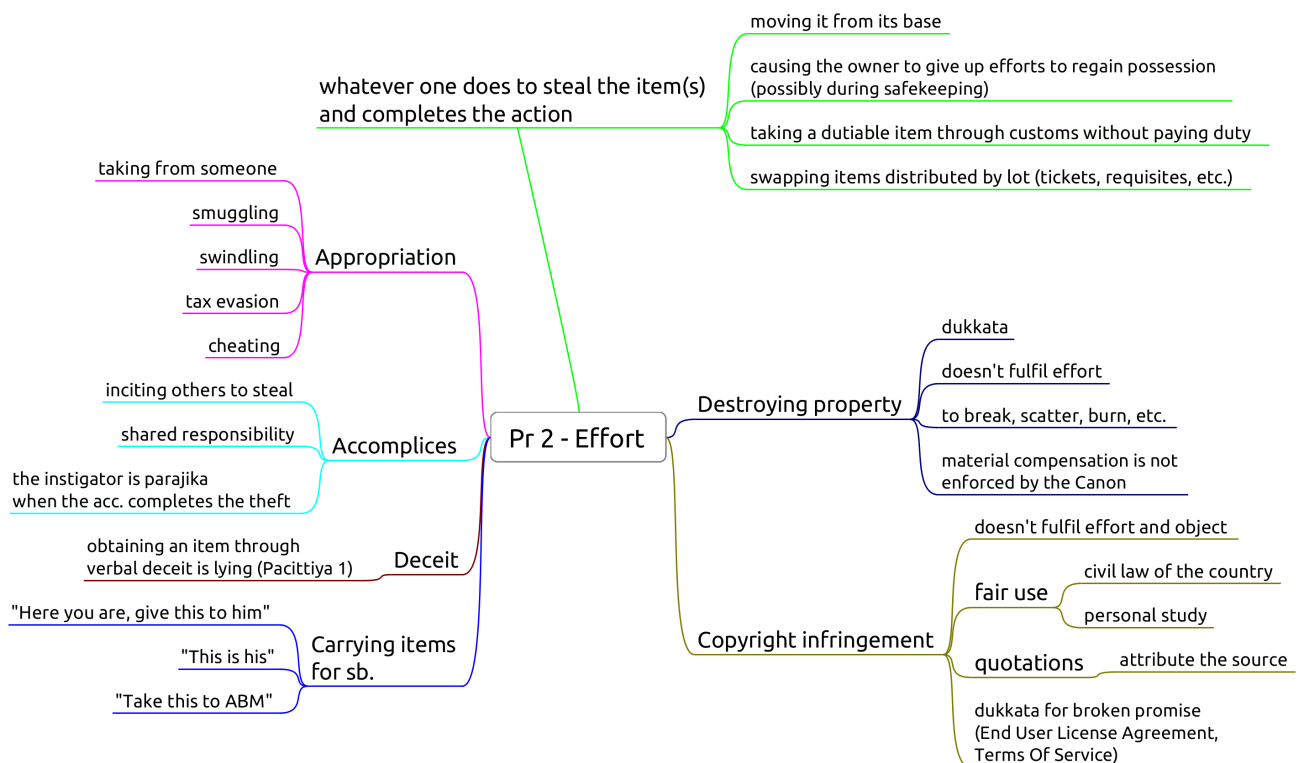 moving it from its base
whatever one does to steal the item(s)
and completes the action
causing the owner to give up efforts to regain possession
(possibly during safekeeping)
taking a dutiable item through customs without paying duty
swapping items distributed by lot (tickets, requisites, etc.)
taking from someone
smuggling
swindling
tax evasion
cheating
Appropriation
inciting others to steal
shared responsibility
the instigator is parajika
when the acc. completes the theft
Accomplices
obtaining an item through
verbal deceit is lying (Pacittiya 1)
Deceit
"Here you are, give this to him"
"This is his"
"Take this to ABM"
Carrying items
for sb.
Pr 2 - Effort
Destroying property
dukkata
doesn't fulfil effort
to break, scatter, burn, etc.
material compensation is not
enforced by the Canon
Copyright infringement
doesn't fulfil effort and object
fair use
civil law of the country
personal study
quotations
attribute the source
dukkata for broken promise
(End User License Agreement,
Terms Of Service)